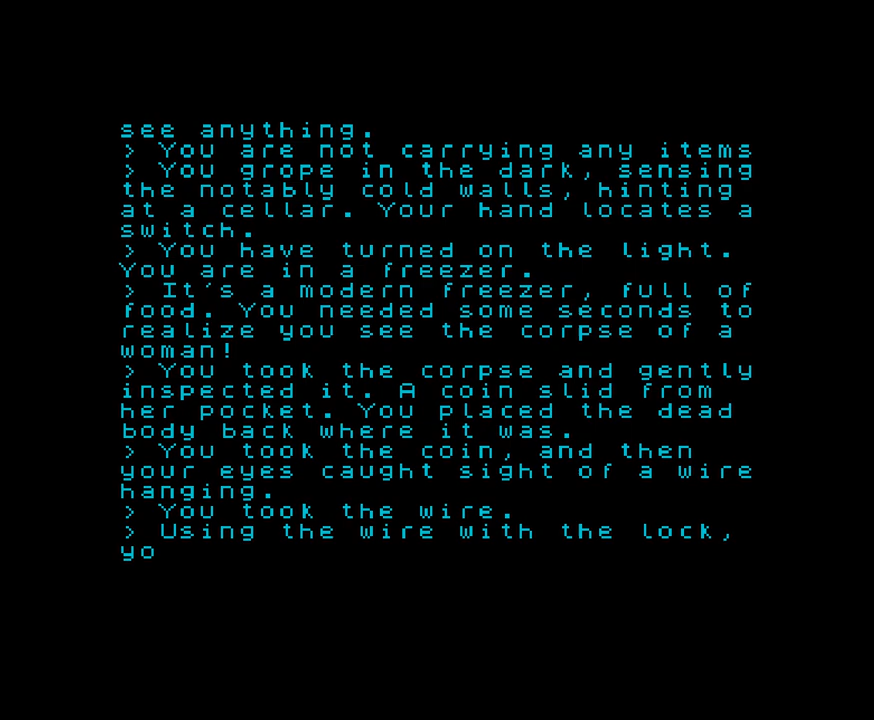 see anything.
> You are not carrying any items
> You grope in the dark, sensing
the notably cold walls, hinting
at a cellar. Your hand locates a
switch.
> You have turned on the light.
You are in a freezer.
> It's a modern freezer, full of
food. You needed some seconds to
realize you see the corpse of a
woman!
> You took the corpse and gently
inspected it. A coin slid from
her pocket. You placed the dead
body back where it was.
> You took the coin, and then
your eyes caught sight of a wire
hanging.
> You took the wire.
> Using the wire with the lock,
yo